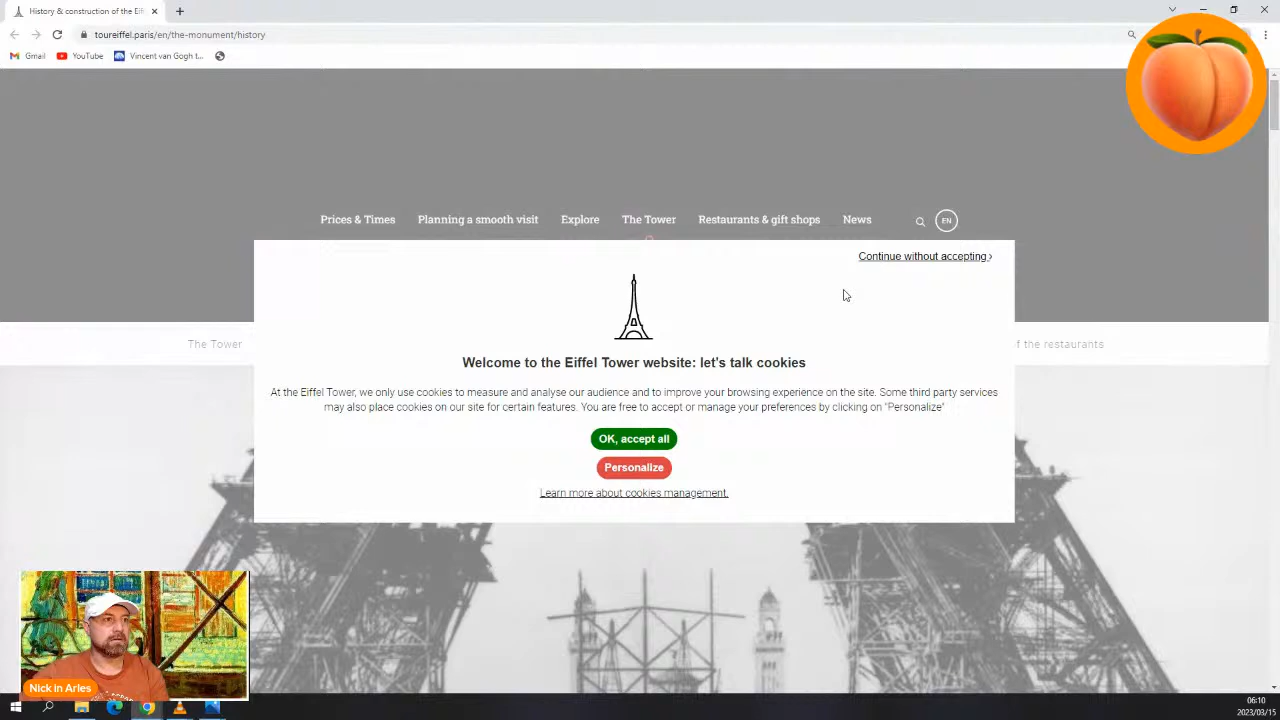 History & construction of the Eif
toureiffel.paris/en/the-monument/history
Gmail
YouTube
Vincent van Gogh t...
Prices & Times
Planning a smooth visit
Explore
The Tower
Restaurants & gift shops
News
EN
Continue without accepting ›
The Tower
of the restaurants
Welcome to the Eiffel Tower website: let's talk cookies
At the Eiffel Tower, we only use cookies to measure and analyse our audience and to improve your browsing experience on the site. Some third party services
may also place cookies on our site for certain features. You are free to accept or manage your preferences by clicking on "Personalize"
OK, accept all
Personalize
Learn more about cookies management.
Nick in Arles
06:10
2023/03/15